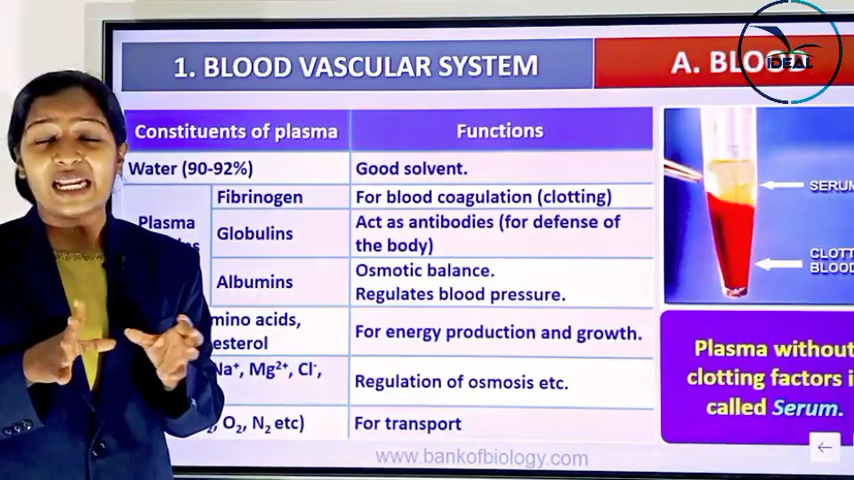 1. BLOOD VASCULAR SYSTEM
A. BLOOD
iDEAL
Constituents of plasma
Functions
Water (90-92%)
Good solvent.
Plasma
Fibrinogen
For blood coagulation (clotting)
Globulins
Act as antibodies (for defense of
the body)
Albumins
Osmotic balance.
Regulates blood pressure.
mino acids,
esterol
For energy production and growth.
Na⁺, Mg²⁺, Cl⁻,
Regulation of osmosis etc.
O₂, N₂ etc)
For transport
SERUM
CLOTT
BLOOD
Plasma without
clotting factors i
called Serum.
www.bankofbiology.com